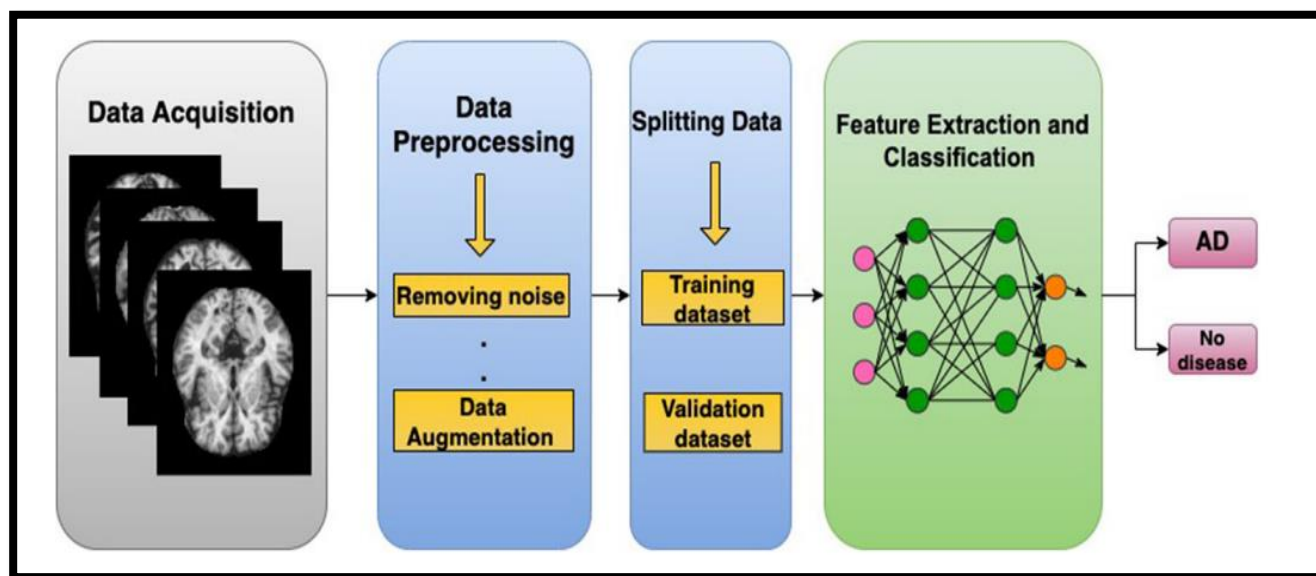 Data Acquisition
Data
Preprocessing
Removing noise
.
.
Data
Augmentation
Splitting Data
Training
dataset
Validation
dataset
Feature Extraction and
Classification
AD
No
disease